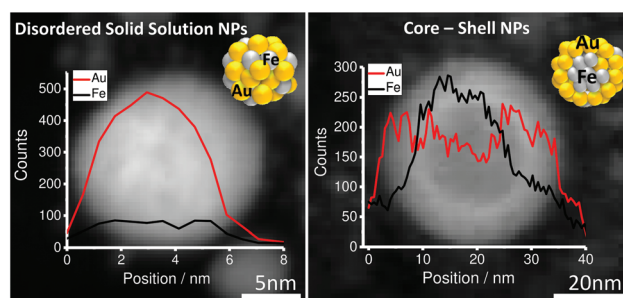 Disordered Solid Solution NPs
Fe
Au
Au
Fe
500
400
300
200
100
0
Counts
0
2
4
6
8
Position / nm
5nm
Core – Shell NPs
Au
Fe
Au
Fe
300
250
200
150
100
50
0
Counts
0
10
20
30
40
Position / nm
20nm